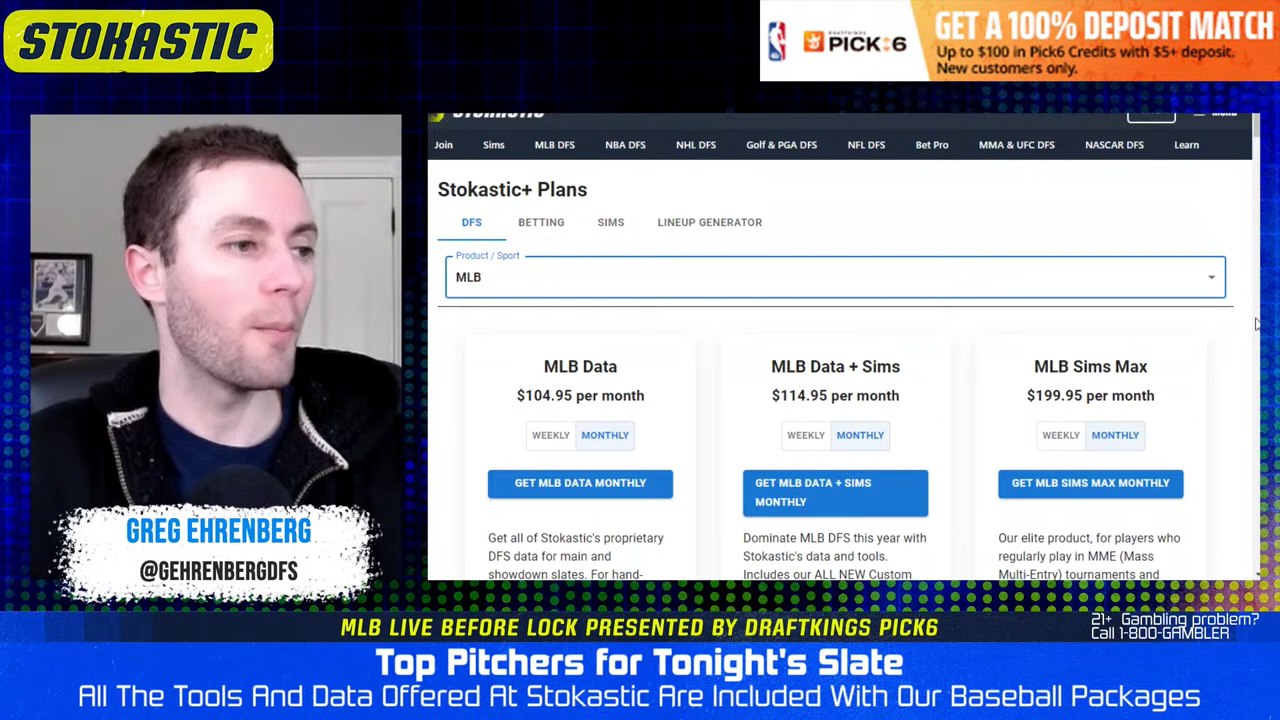 STOKASTIC
NBA
DRAFTKINGS
PICK:6
GET A 100% DEPOSIT MATCH
Up to $100 in Pick6 Credits with $5+ deposit.
New customers only.
STOKASTIC
Join Sims MLB DFS NBA DFS NHL DFS Golf & PGA DFS NFL DFS Bet Pro MMA & UFC DFS NASCAR DFS Learn
Stokastic+ Plans
DFS BETTING SIMS LINEUP GENERATOR
Product / Sport
MLB
MLB Data
$104.95 per month
WEEKLY MONTHLY
GET MLB DATA MONTHLY
Get all of Stokastic's proprietary
DFS data for main and
showdown slates. For hand-
MLB Data + Sims
$114.95 per month
WEEKLY MONTHLY
GET MLB DATA + SIMS
MONTHLY
Dominate MLB DFS this year with
Stokastic's data and tools.
Includes our ALL NEW Custom
MLB Sims Max
$199.95 per month
WEEKLY MONTHLY
GET MLB SIMS MAX MONTHLY
Our elite product, for players who
regularly play in MME (Mass
Multi-Entry) tournaments and
GREG EHRENBERG
@GEHRENBERGDFS
MLB LIVE BEFORE LOCK PRESENTED BY DRAFTKINGS PICK6
21+ Gambling problem?
Call 1-800-GAMBLER
Top Pitchers for Tonight's Slate
All The Tools And Data Offered At Stokastic Are Included With Our Baseball Packages